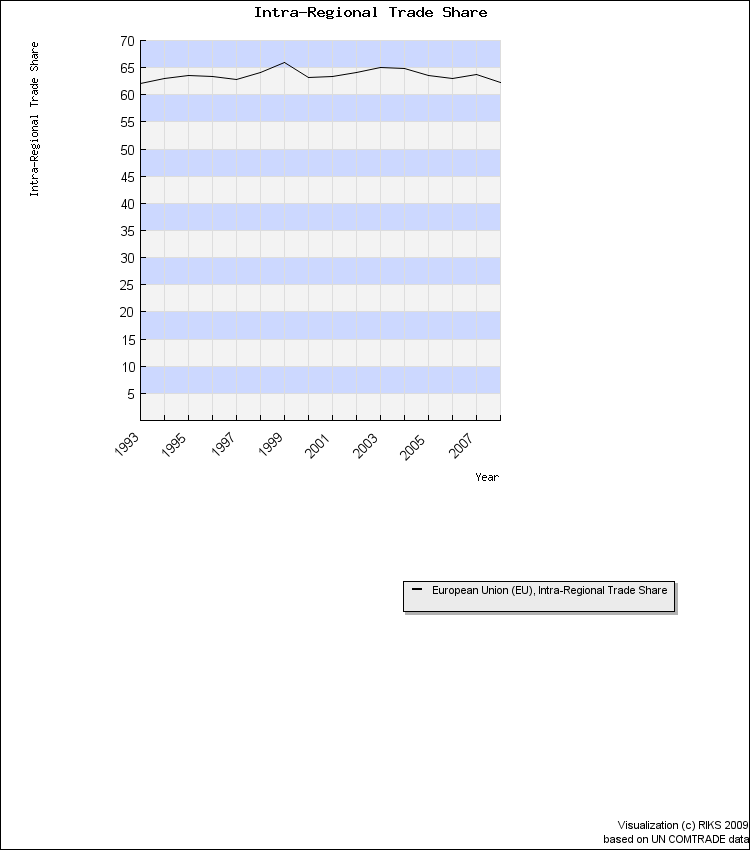 Intra-Regional Trade Share
Intra-Regional Trade Share
70
65
60
55
50
45
40
35
30
25
20
15
10
5
1993 1995 1997 1999 2001 2003 2005 2007
Year
European Union (EU), Intra-Regional Trade Share
Visualization (c) RIKS 2009
based on UN COMTRADE data